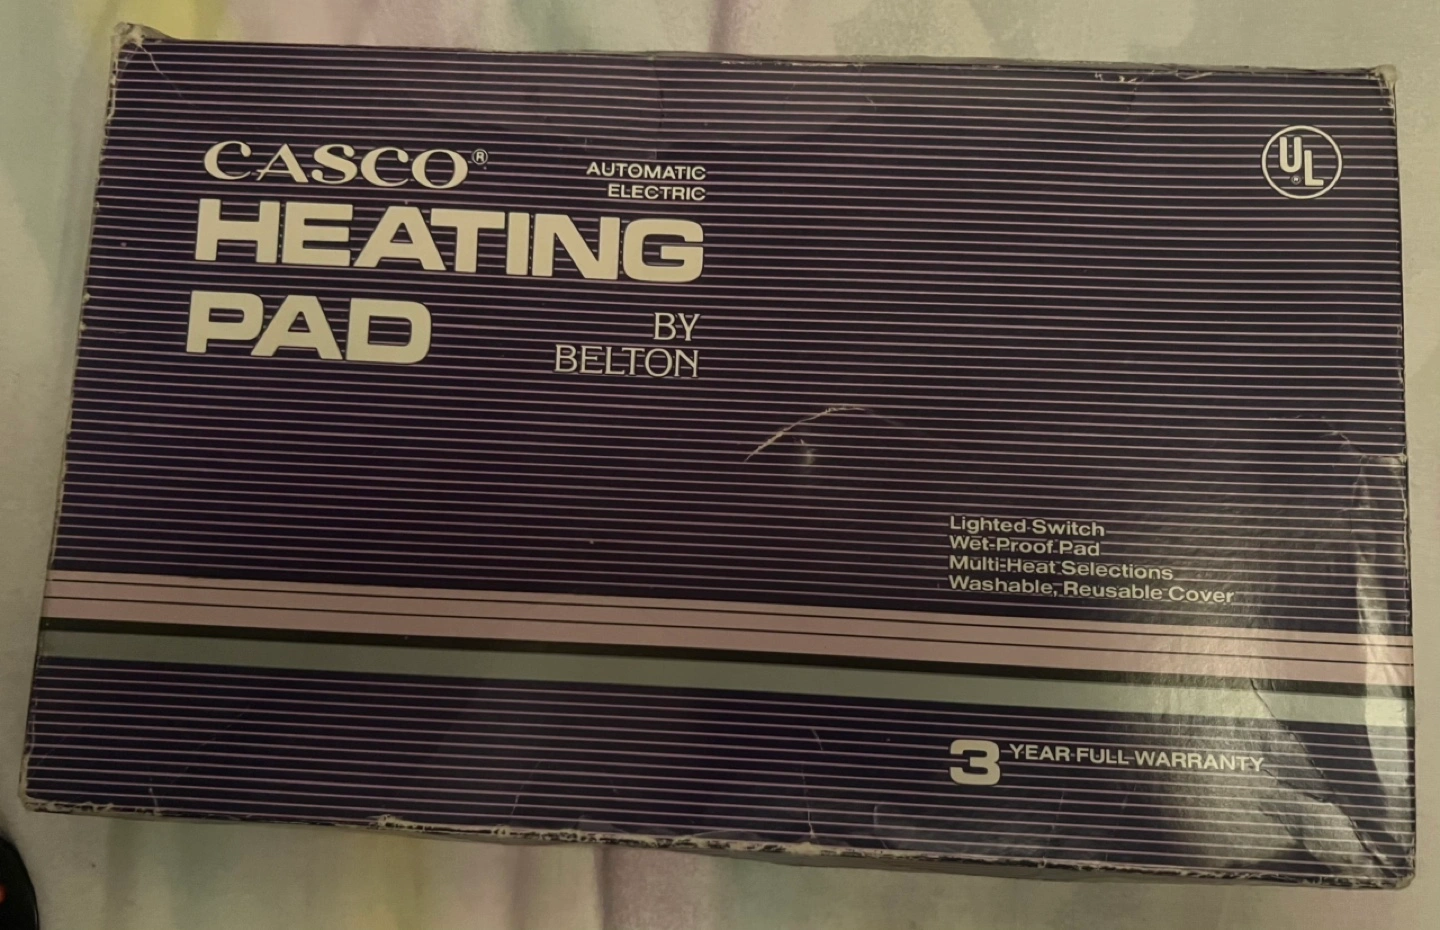 CASCO®
AUTOMATIC
ELECTRIC
HEATING
PAD
BY
BELTON
UL®
Lighted Switch
Wet-Proof Pad
Multi-Heat Selections
Washable, Reusable Cover
3 YEAR FULL WARRANTY